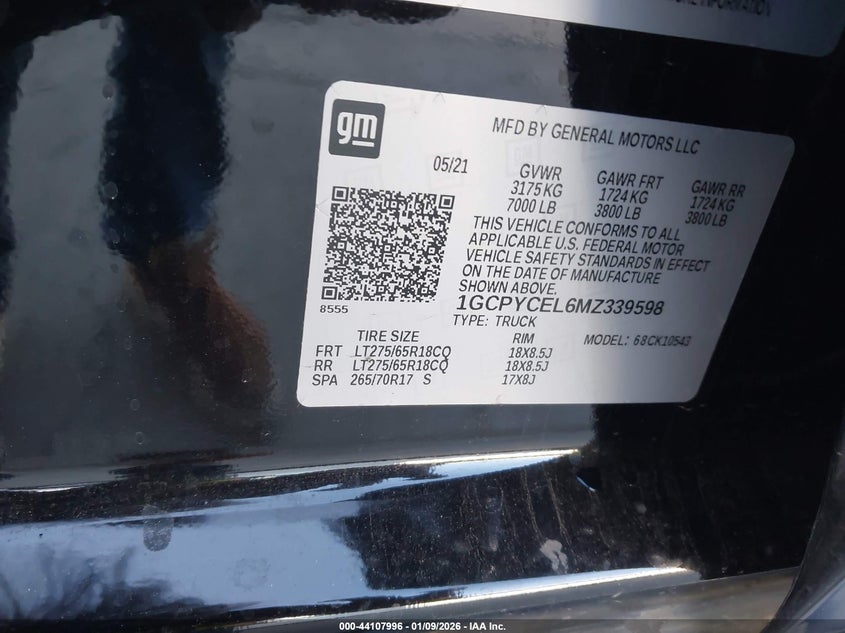 INFORMATION
gm
MFD BY GENERAL MOTORS LLC
05/21
GVWR GAWR FRT GAWR RR
3175 KG 1724 KG 1724 KG
7000 LB 3800 LB 3800 LB
THIS VEHICLE CONFORMS TO ALL
APPLICABLE U.S. FEDERAL MOTOR
VEHICLE SAFETY STANDARDS IN EFFECT
ON THE DATE OF MANUFACTURE
SHOWN ABOVE.
8555
1GCPYCEL6MZ339598
TYPE: TRUCK MODEL: 68CK10543
TIRE SIZE RIM
FRT LT275/65R18CQ 18X8.5J
RR LT275/65R18CQ 18X8.5J
SPA 265/70R17 S 17X8J
000-44107996 - 01/09/2026 - IAA Inc.